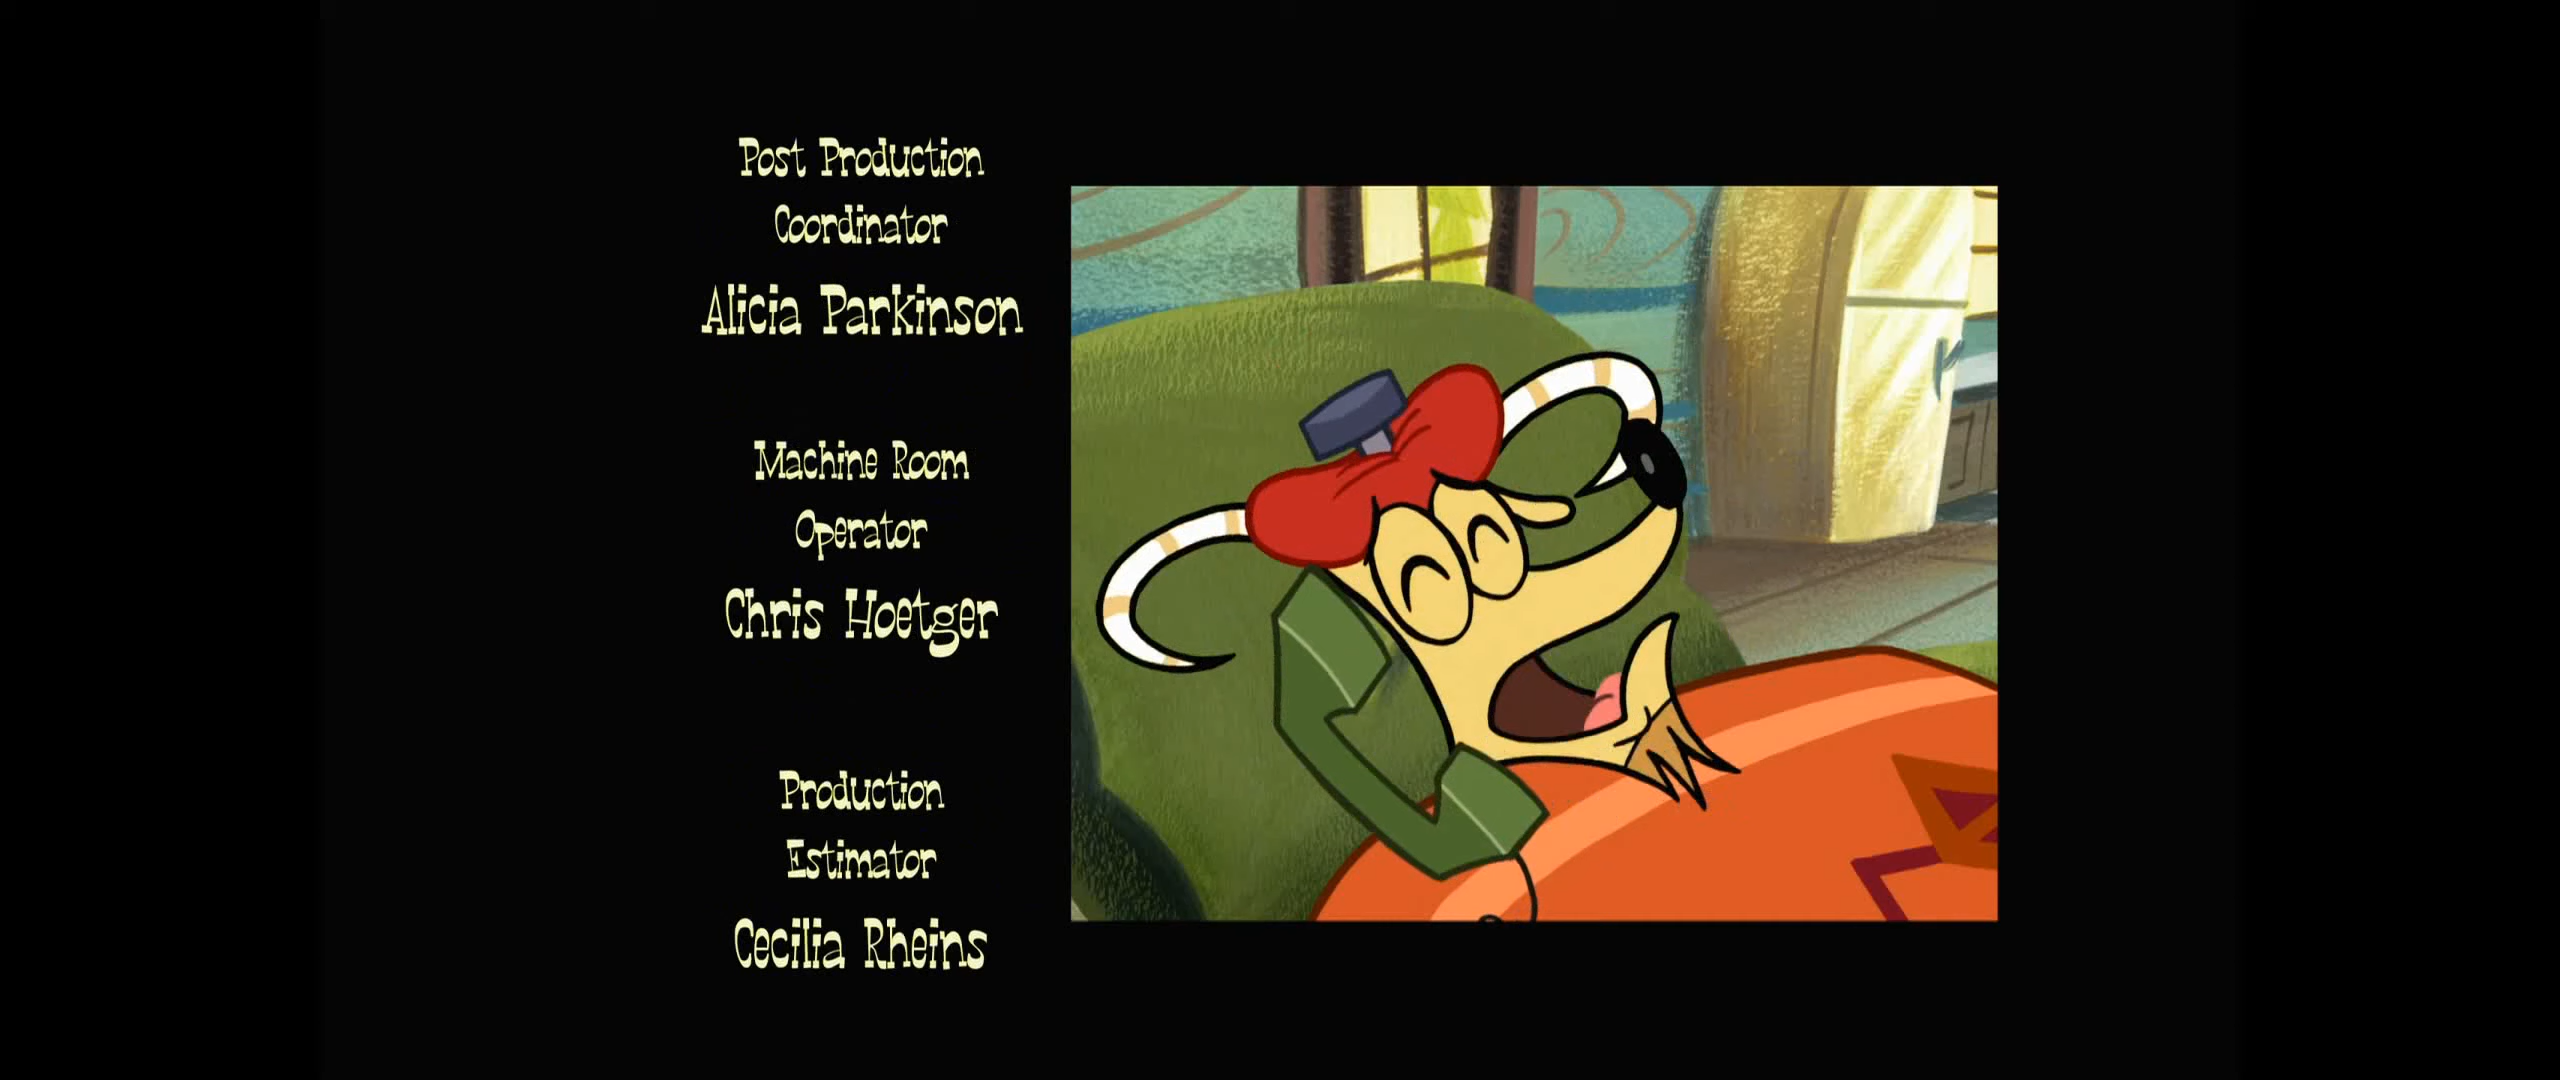 Post Production
Coordinator
Alicia Parkinson
Machine Room
Operator
Chris Hoetger
Production
Estimator
Cecilia Rheins